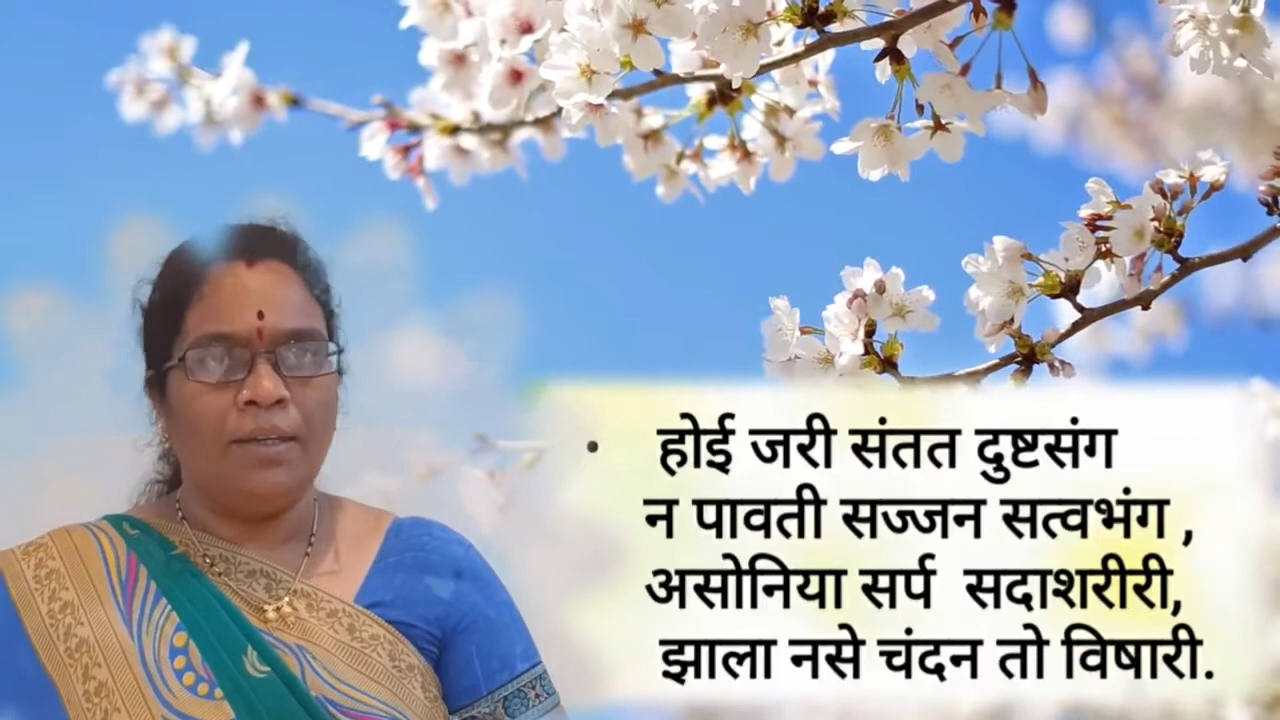 • होई जरी संतत दुष्टसंग
न पावती सज्जन सत्वभंग ,
असोनिया सर्प सदाशरीरी,
झाला नसे चंदन तो विषारी.